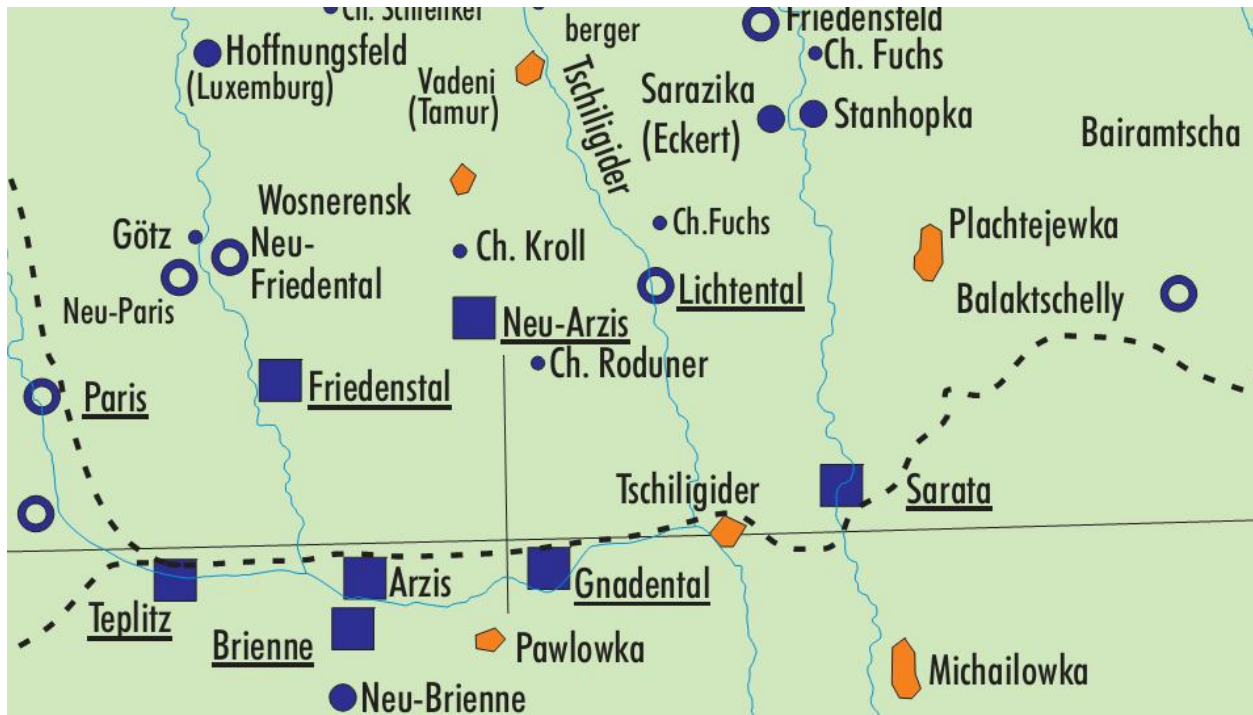 Ch. Schlenker
berger
Friedensfeld
Hoffnungsfeld
(Luxemburg)
Vadeni
(Tamur)
Tschiligider
Ch. Fuchs
Sarazika
(Eckert)
Stanhopka
Bairamtscha
Wosnerensk
Götz
Neu-
Friedental
Neu-Paris
Ch. Kroll
Ch.Fuchs
Plachtejewka
Lichtental
Balaktschelly
Neu-Arzis
Ch. Roduner
Friedenstal
Paris
Tschiligider
Sarata
Teplitz
Arzis
Gnadental
Brienne
Pawlowka
Michailowka
Neu-Brienne